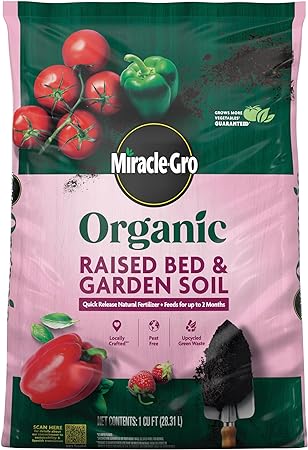 GROWS MORE
VEGETABLES*
GUARANTEED*
Miracle-Gro
Organic
RAISED BED &
GARDEN SOIL
Quick Release Natural Fertilizer • Feeds for up to 2 Months
Locally
Crafted**
Peat
Free
Upcycled
Green Waste
SCAN HERE
NET CONTENTS: 1 CU FT (28.31 L)